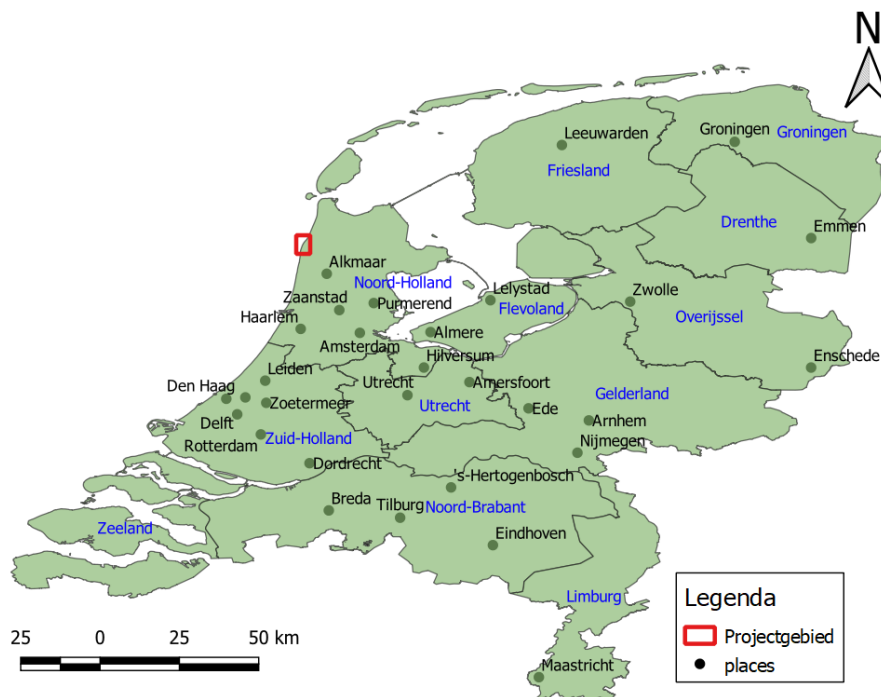 N
Leeuwarden
Groningen
Groningen
Friesland
Drenthe
Emmen
Alkmaar
Noord-Holland
Zaanstad
Purmerend
Lelystad
Flevoland
Zwolle
Overijssel
Haarlem
Amsterdam
Almere
Hilversum
Enschede
Leiden
Den Haag
Utrecht
Amersfoort
Gelderland
Zoetermeer
Utrecht
Ede
Delft
Arnhem
Rotterdam
Zuid-Holland
Nijmegen
Dordrecht
's-Hertogenbosch
Breda
Tilburg
Noord-Brabant
Zeeland
Eindhoven
Limburg
Maastricht
25 0 25 50 km
Legenda
Projectgebied
places